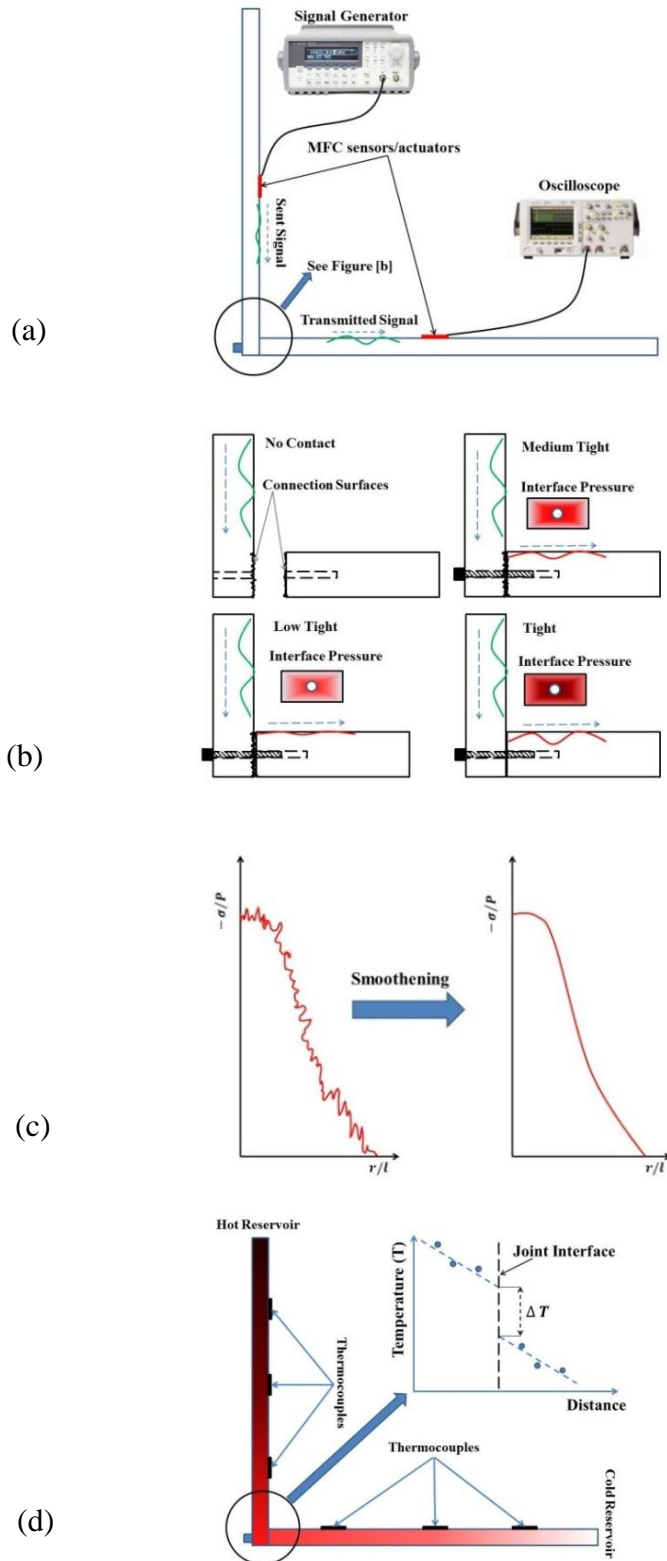 Signal Generator
MFC sensors/actuators
Oscilloscope
Sent Signal
See Figure [b]
Transmitted Signal
(a)
No Contact
Connection Surfaces
Medium Tight
Interface Pressure
Low Tight
Interface Pressure
Tight
Interface Pressure
(b)
−σ/P
Smoothening
−σ/P
r/l
r/l
(c)
Hot Reservoir
Temperature (T)
Joint Interface
Δ T
Distance
Thermocouples
Thermocouples
Cold Reservoir
(d)